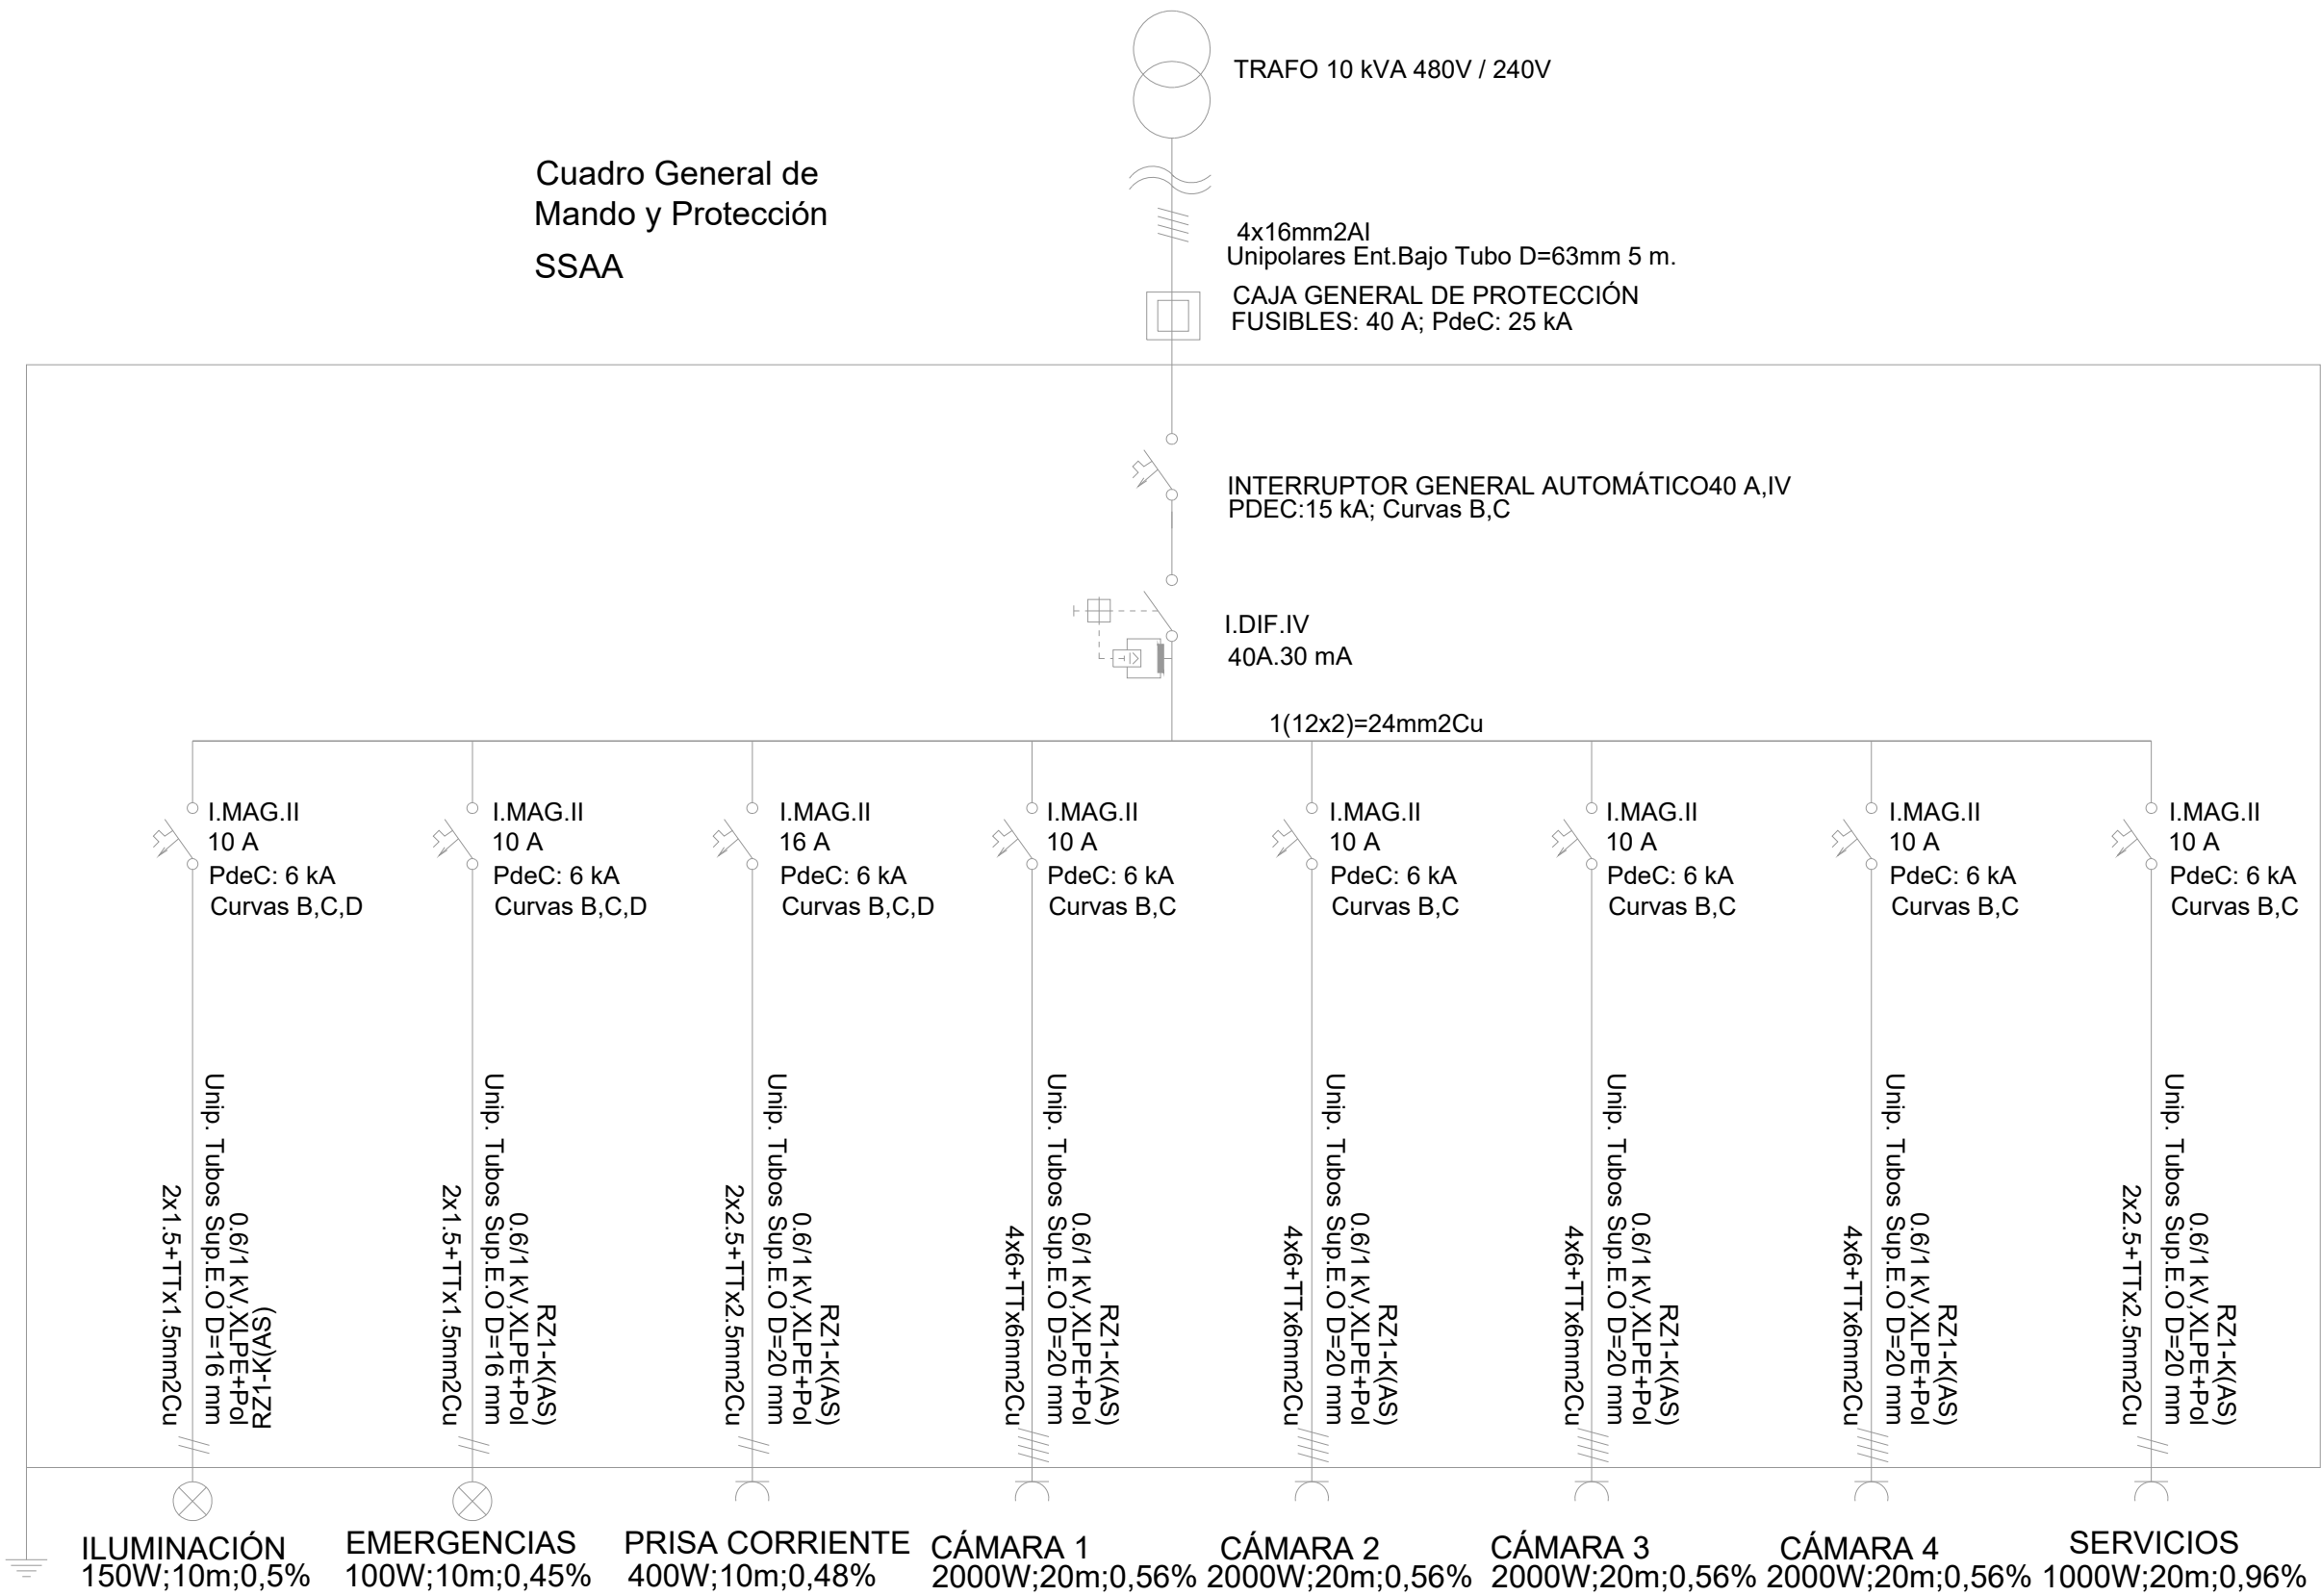 TRAFO 10 kVA 480V / 240V
Cuadro General de
Mando y Protección
SSAA
4x16mm2Al
Unipolares Ent.Bajo Tubo D=63mm 5 m.
CAJA GENERAL DE PROTECCIÓN
FUSIBLES: 40 A; PdeC: 25 kA
INTERRUPTOR GENERAL AUTOMÁTICO40 A,IV
PDEC:15 kA; Curvas B,C
I.DIF.IV
40A.30 mA
1(12x2)=24mm2Cu
I.MAG.II
10 A
PdeC: 6 kA
Curvas B,C,D
I.MAG.II
10 A
PdeC: 6 kA
Curvas B,C,D
I.MAG.II
16 A
PdeC: 6 kA
Curvas B,C,D
I.MAG.II
10 A
PdeC: 6 kA
Curvas B,C
I.MAG.II
10 A
PdeC: 6 kA
Curvas B,C
I.MAG.II
10 A
PdeC: 6 kA
Curvas B,C
I.MAG.II
10 A
PdeC: 6 kA
Curvas B,C
I.MAG.II
10 A
PdeC: 6 kA
Curvas B,C
2x1.5+TTx1.5mm2Cu
Unip. Tubos Sup.E.O D=16 mm
0.6/1 kV,XLPE+Pol
RZ1-K(AS)
2x1.5+TTx1.5mm2Cu
Unip. Tubos Sup.E.O D=16 mm
0.6/1 kV,XLPE+Pol
RZ1-K(AS)
2x2.5+TTx2.5mm2Cu
Unip. Tubos Sup.E.O D=20 mm
0.6/1 kV,XLPE+Pol
RZ1-K(AS)
4x6+TTx6mm2Cu
Unip. Tubos Sup.E.O D=20 mm
0.6/1 kV,XLPE+Pol
RZ1-K(AS)
4x6+TTx6mm2Cu
Unip. Tubos Sup.E.O D=20 mm
0.6/1 kV,XLPE+Pol
RZ1-K(AS)
4x6+TTx6mm2Cu
Unip. Tubos Sup.E.O D=20 mm
0.6/1 kV,XLPE+Pol
RZ1-K(AS)
4x6+TTx6mm2Cu
Unip. Tubos Sup.E.O D=20 mm
0.6/1 kV,XLPE+Pol
RZ1-K(AS)
2x2.5+TTx2.5mm2Cu
Unip. Tubos Sup.E.O D=20 mm
0.6/1 kV,XLPE+Pol
RZ1-K(AS)
ILUMINACIÓN
150W;10m;0,5%
EMERGENCIAS
100W;10m;0,45%
PRISA CORRIENTE
400W;10m;0,48%
CÁMARA 1
2000W;20m;0,56%
CÁMARA 2
2000W;20m;0,56%
CÁMARA 3
2000W;20m;0,56%
CÁMARA 4
2000W;20m;0,56%
SERVICIOS
1000W;20m;0,96%